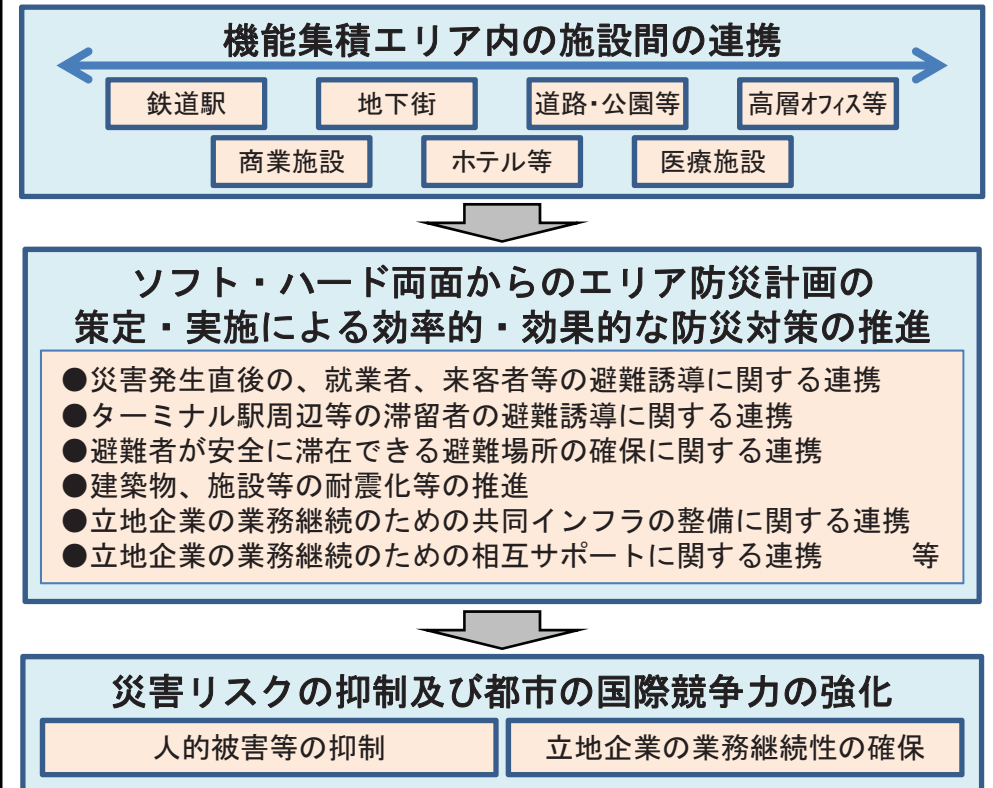 機能集積エリア内の施設間の連携
鉄道駅
地下街
道路・公園等
高層オフィス等
商業施設
ホテル等
医療施設
ソフト・ハード両面からのエリア防災計画の
策定・実施による効率的・効果的な防災対策の推進
●災害発生直後の、就業者、来客者等の避難誘導に関する連携
●ターミナル駅周辺等の滞留者の避難誘導に関する連携
●避難者が安全に滞在できる避難場所の確保に関する連携
●建築物、施設等の耐震化等の推進
●立地企業の業務継続のための共同インフラの整備に関する連携
●立地企業の業務継続のための相互サポートに関する連携　　等
災害リスクの抑制及び都市の国際競争力の強化
人的被害等の抑制
立地企業の業務継続性の確保